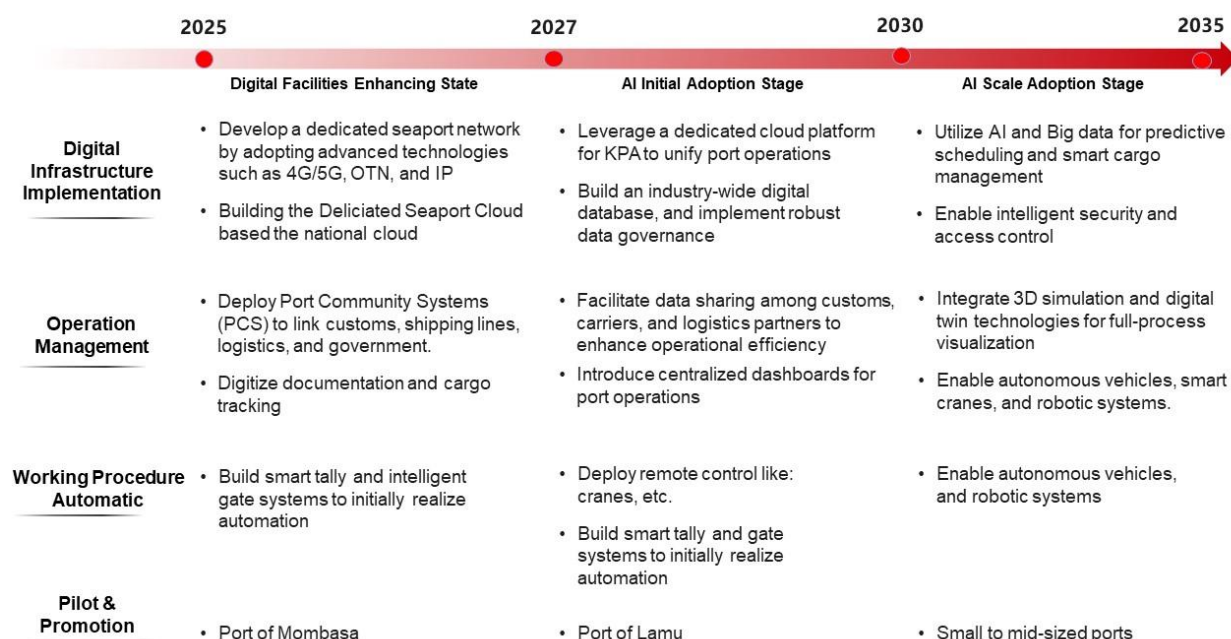 2025
2027
2030
2035
Digital Facilities Enhancing State
AI Initial Adoption Stage
AI Scale Adoption Stage
Digital
Infrastructure
Implementation
• Develop a dedicated seaport network
by adopting advanced technologies
such as 4G/5G, OTN, and IP
• Building the Deliciated Seaport Cloud
based the national cloud
• Leverage a dedicated cloud platform
for KPA to unify port operations
• Build an industry-wide digital
database, and implement robust
data governance
• Utilize AI and Big data for predictive
scheduling and smart cargo
management
• Enable intelligent security and
access control
Operation
Management
• Deploy Port Community Systems
(PCS) to link customs, shipping lines,
logistics, and government.
• Digitize documentation and cargo
tracking
• Facilitate data sharing among customs,
carriers, and logistics partners to
enhance operational efficiency
• Introduce centralized dashboards for
port operations
• Integrate 3D simulation and digital
twin technologies for full-process
visualization
• Enable autonomous vehicles, smart
cranes, and robotic systems.
Working Procedure
Automatic
• Build smart tally and intelligent
gate systems to initially realize
automation
• Deploy remote control like:
cranes, etc.
• Build smart tally and gate
systems to initially realize
automation
• Enable autonomous vehicles,
and robotic systems
Pilot &
Promotion
• Port of Mombasa
• Port of Lamu
• Small to mid-sized ports